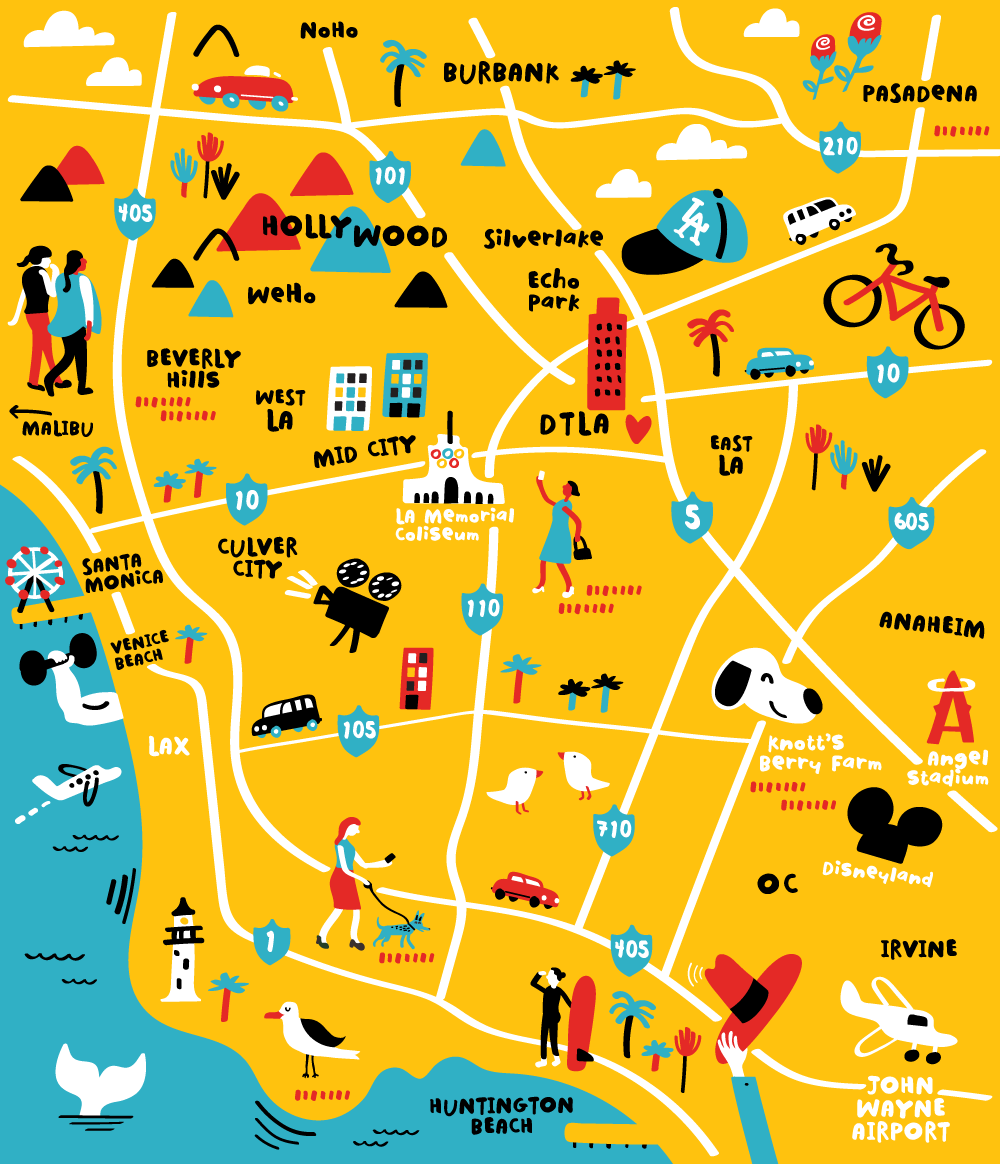 NoHo
BURBANK
PASADENA
210
101
405
HOLLYWOOD
Silverlake
LA
Echo
Park
WeHo
BEVERLY
HillS
10
WEST
LA
MALIBU
MID CITY
DTLA
EAST
LA
10
LA Memorial
Coliseum
5
605
CULVER
CITY
SANTA
MONiCA
110
ANAHEIM
VENICE
BEACH
LAX
105
A
Knott's
Berry Farm
Angel
Stadium
710
Disneyland
OC
1
405
IRVINE
HUNTINGTON
BEACH
JOHN
WAYNE
AIRPORT